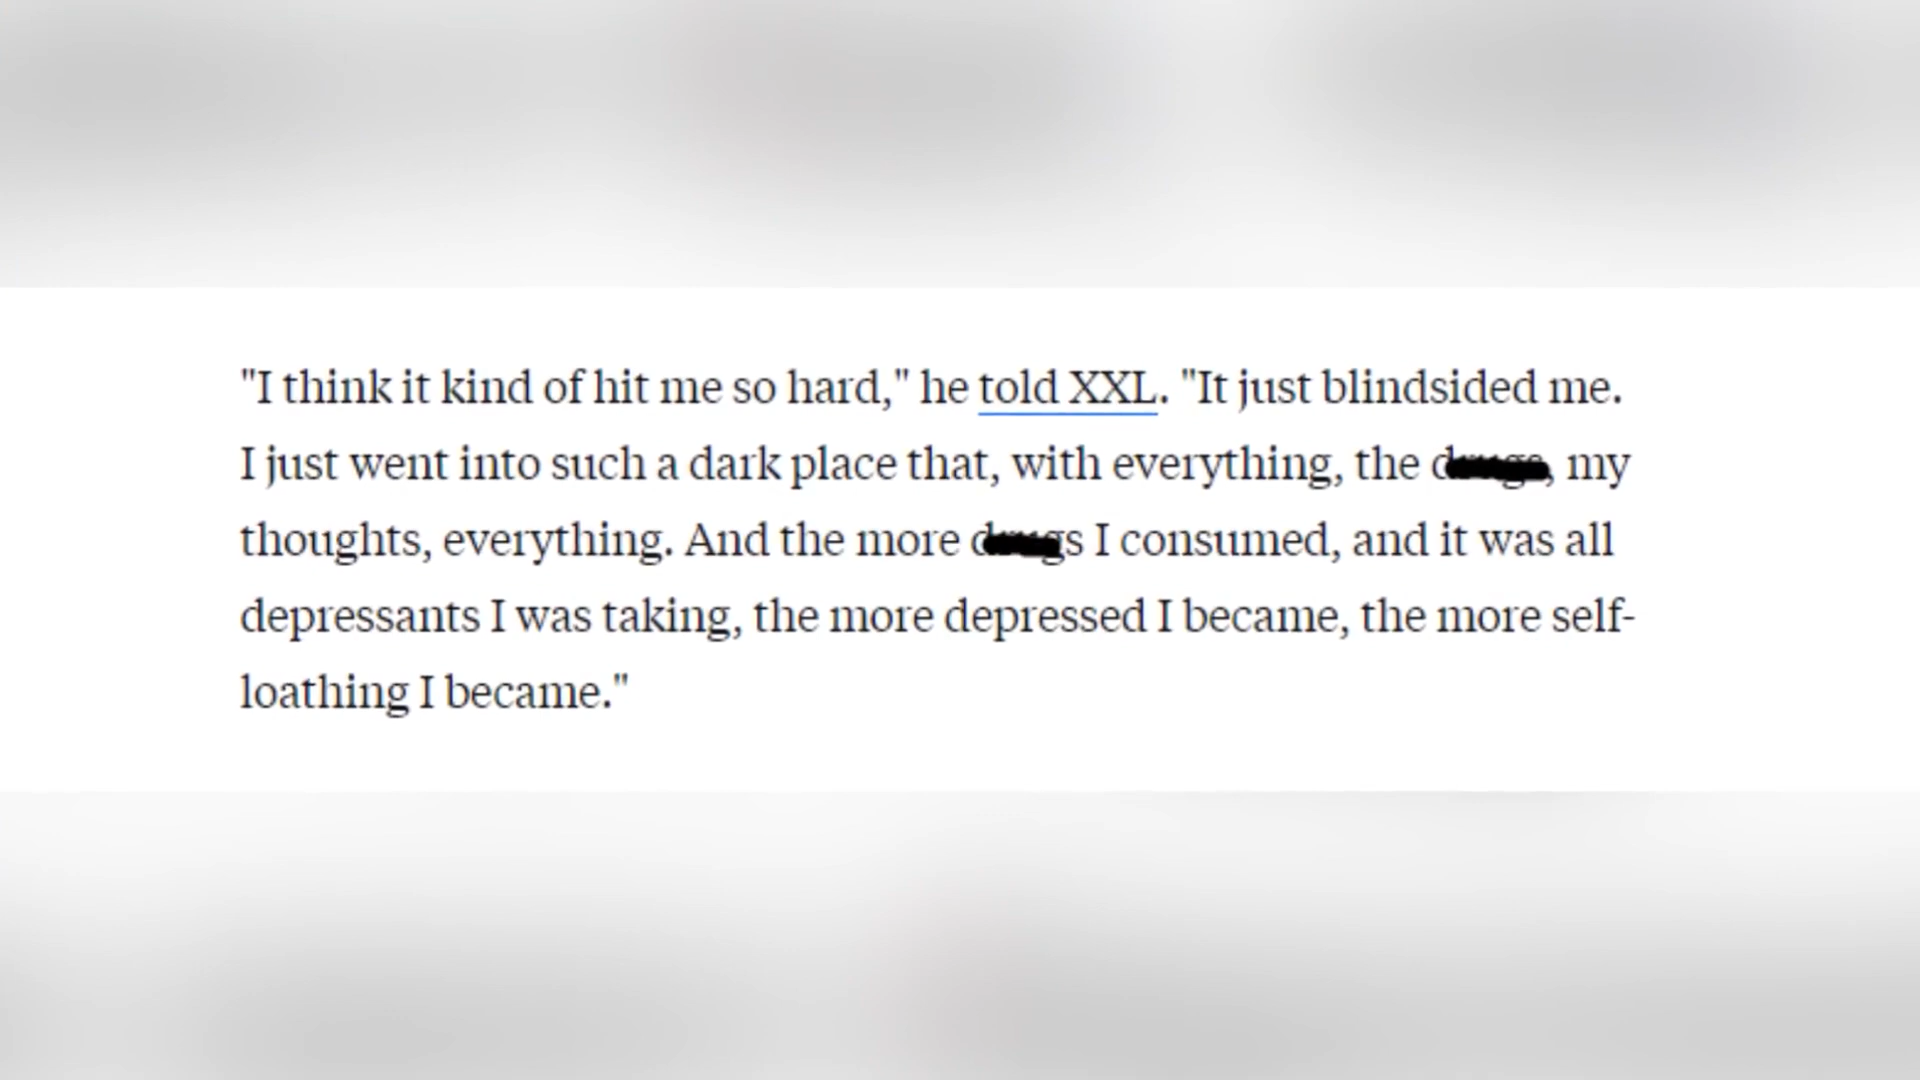 "I think it kind of hit me so hard," he told XXL. "It just blindsided me.
I just went into such a dark place that, with everything, the drugs, my
thoughts, everything. And the more drugs I consumed, and it was all
depressants I was taking, the more depressed I became, the more self-
loathing I became."